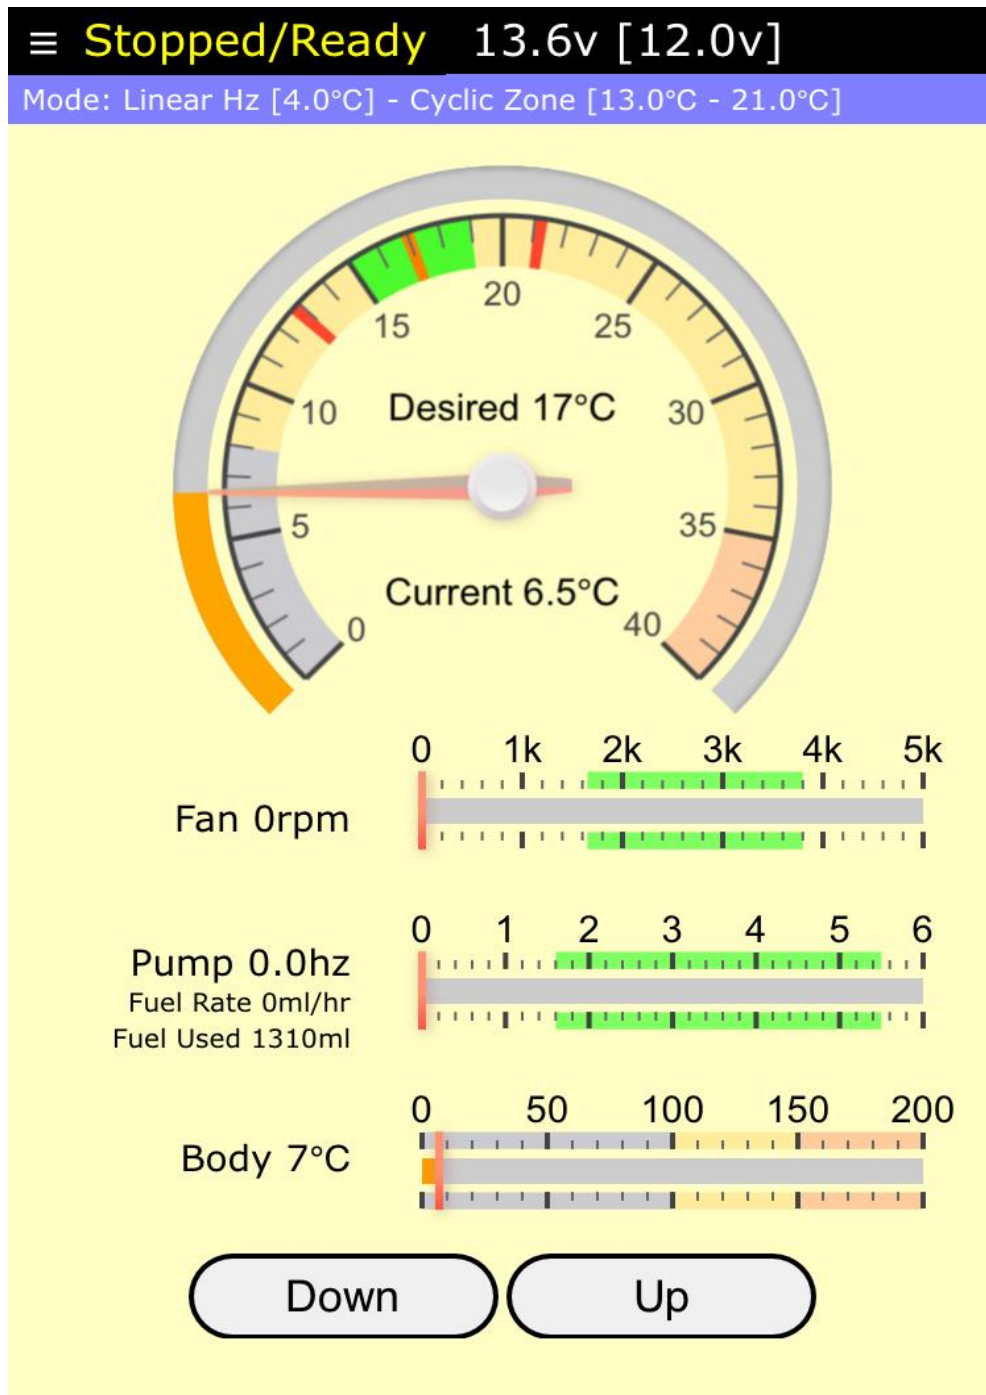 ≡ Stopped/Ready 13.6v [12.0v]
Mode: Linear Hz [4.0°C] - Cyclic Zone [13.0°C - 21.0°C]
20
15 25
Desired 17°C
10 30
5 35
Current 6.5°C
0 40
0 1k 2k 3k 4k 5k
Fan 0rpm
0 1 2 3 4 5 6
Pump 0.0hz
Fuel Rate 0ml/hr
Fuel Used 1310ml
0 50 100 150 200
Body 7°C
Down Up